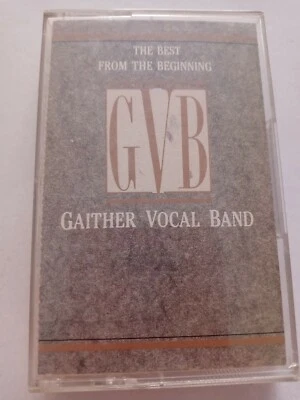 THE BEST
FROM THE BEGINNING
GVB
GAITHER VOCAL BAND